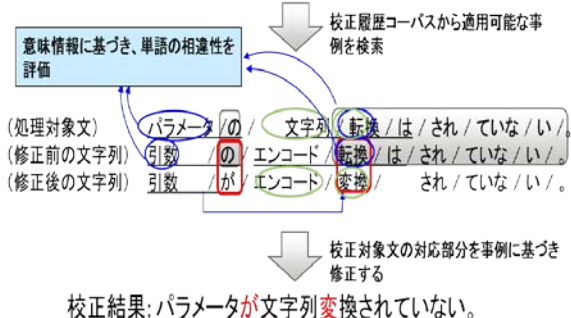 校正履歴コーパスから適用可能な事
例を検索
意味情報に基づき、単語の相違性を
評価
(処理対象文) パラメータ / の / 文字列 / 転換 / は / され / ていな / い / 。
(修正前の文字列) 引数 / の / エンコード / 転換 / は / され / ていな / い / 。
(修正後の文字列) 引数 / が / エンコード / 変換 / され / ていな / い / 。
校正対象文の対応部分を事例に基づき
修正する
校正結果: パラメータが文字列変換されていない。